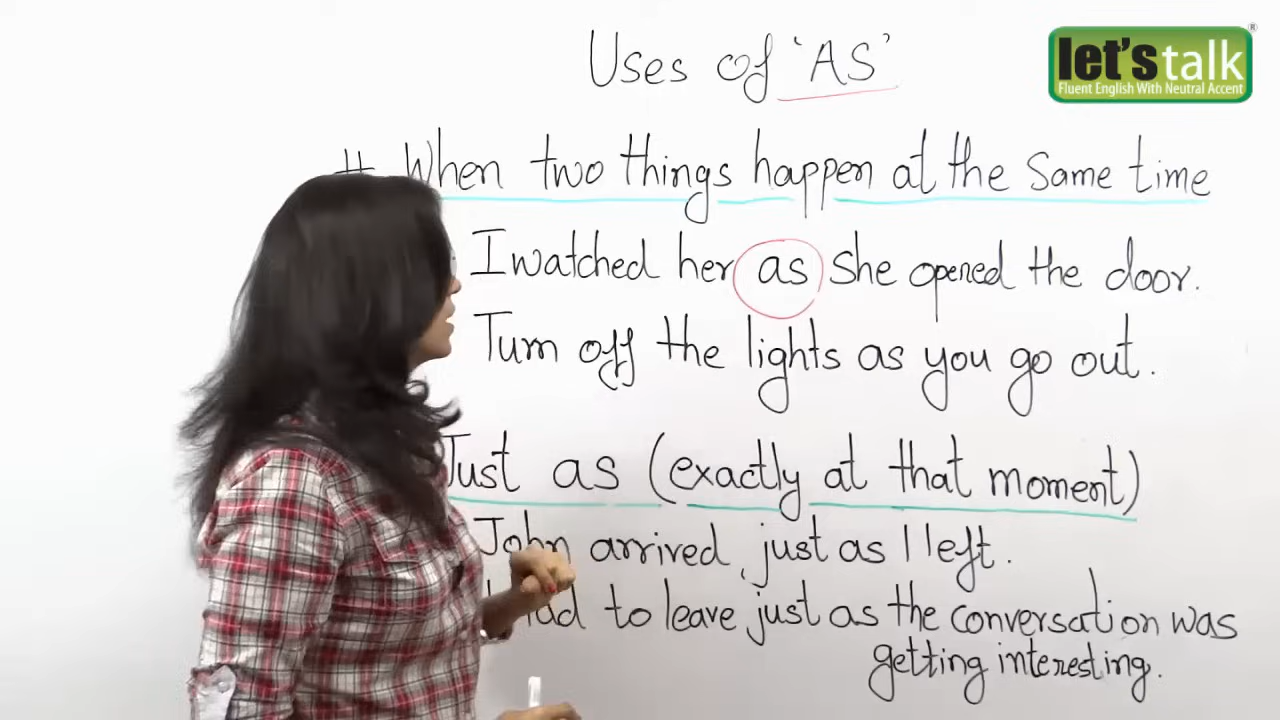 Uses of 'AS'
let's talk®
Fluent English With Neutral Accent
# When two things happen at the same time
I watched her as she opened the door.
Turn off the lights as you go out.
Just as (exactly at that moment)
John arrived, just as I left.
had to leave just as the conversation was
getting interesting.